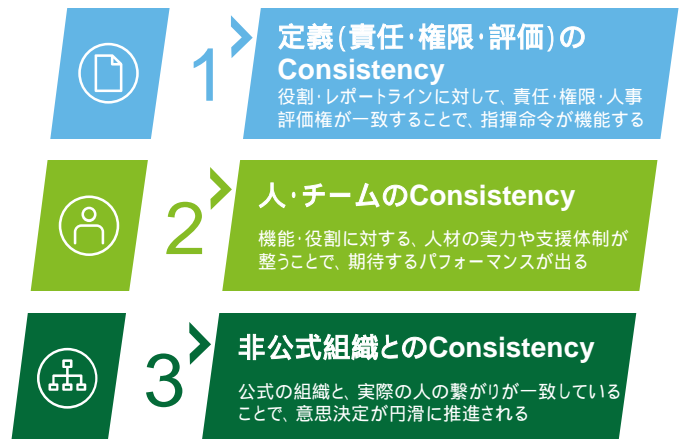 1
定義(責任･権限･評価)の
Consistency
役割･レポートラインに対して、責任･権限･人事
評価権が一致することで、指揮命令が機能する
2
人･チームのConsistency
機能･役割に対する、人材の実力や支援体制が
整うことで、期待するパフォーマンスが出る
3
非公式組織とのConsistency
公式の組織と、実際の人の繋がりが一致している
ことで、意思決定が円滑に推進される